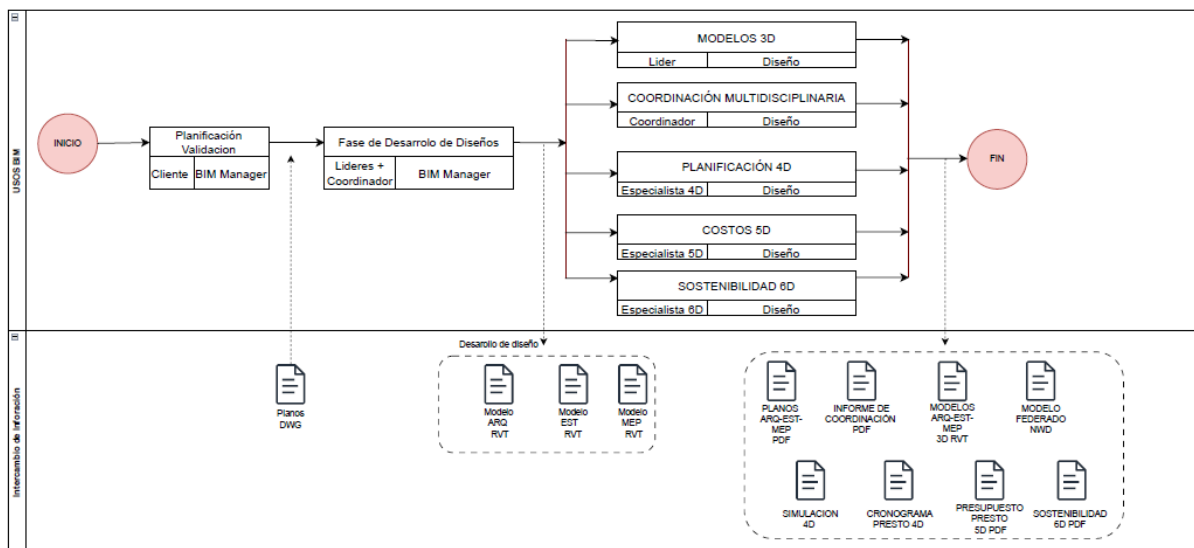 USOS BIM
INICIO
Planificación
Validacion
Cliente
BIM Manager
Fase de Desarrolo de Diseños
Lideres +
Coordinador
BIM Manager
MODELOS 3D
Lider
Diseño
COORDINACIÓN MULTIDISCIPLINARIA
Coordinador
Diseño
PLANIFICACIÓN 4D
Especialista 4D
Diseño
COSTOS 5D
Especialista 5D
Diseño
SOSTENIBILIDAD 6D
Especialista 6D
Diseño
FIN
Intercambio de Inforación
Planos
DWG
Desarollo de diseño
Modelo
ARQ
RVT
Modelo
EST
RVT
Modelo
MEP
RVT
PLANOS
ARQ-EST-
MEP
PDF
INFORME DE
COORDINACIÓN
PDF
MODELOS
ARQ-EST-
MEP
3D RVT
MODELO
FEDERADO
NWD
SIMULACION
4D
CRONOGRAMA
PRESTO 4D
PRESUPUESTO
PRESTO
5D PDF
SOSTENIBILIDAD
6D PDF